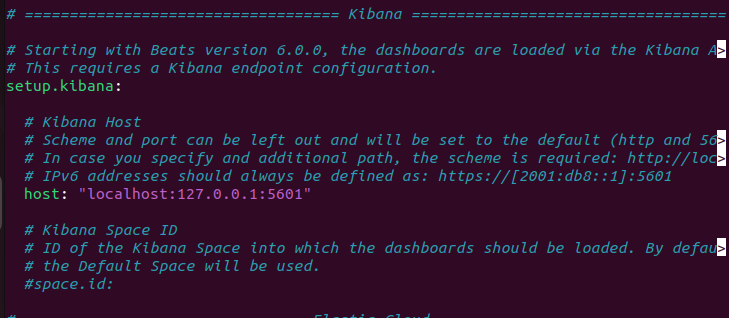 # ================================== Kibana ===================================
# Starting with Beats version 6.0.0, the dashboards are loaded via the Kibana A>
# This requires a Kibana endpoint configuration.
setup.kibana:
# Kibana Host
# Scheme and port can be left out and will be set to the default (http and 56>
# In case you specify and additional path, the scheme is required: http://loc>
# IPv6 addresses should always be defined as: https://[2001:db8::1]:5601
host: "localhost:127.0.0.1:5601"
# Kibana Space ID
# ID of the Kibana Space into which the dashboards should be loaded. By defau>
# the Default Space will be used.
#space.id:
Elastic Cloud